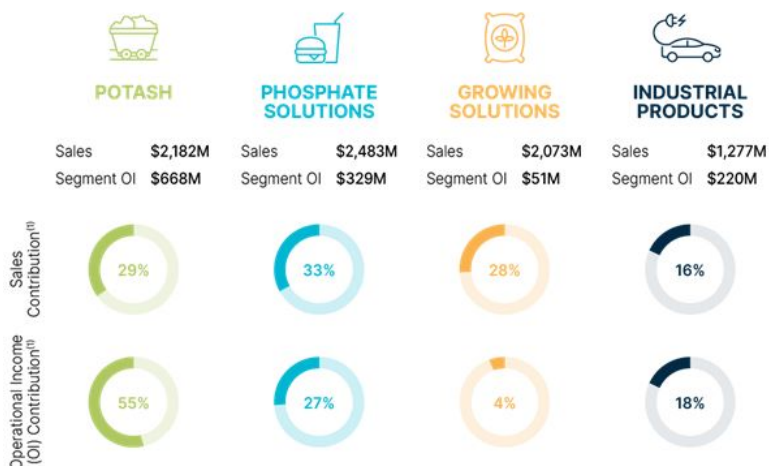 POTASH
PHOSPHATE
SOLUTIONS
GROWING
SOLUTIONS
INDUSTRIAL
PRODUCTS
Sales $2,182M
Segment OI $668M
Sales $2,483M
Segment OI $329M
Sales $2,073M
Segment OI $51M
Sales $1,277M
Segment OI $220M
Sales
Contribution(1)
29%
33%
28%
16%
Operational Income
(OI) Contribution(1)
55%
27%
4%
18%